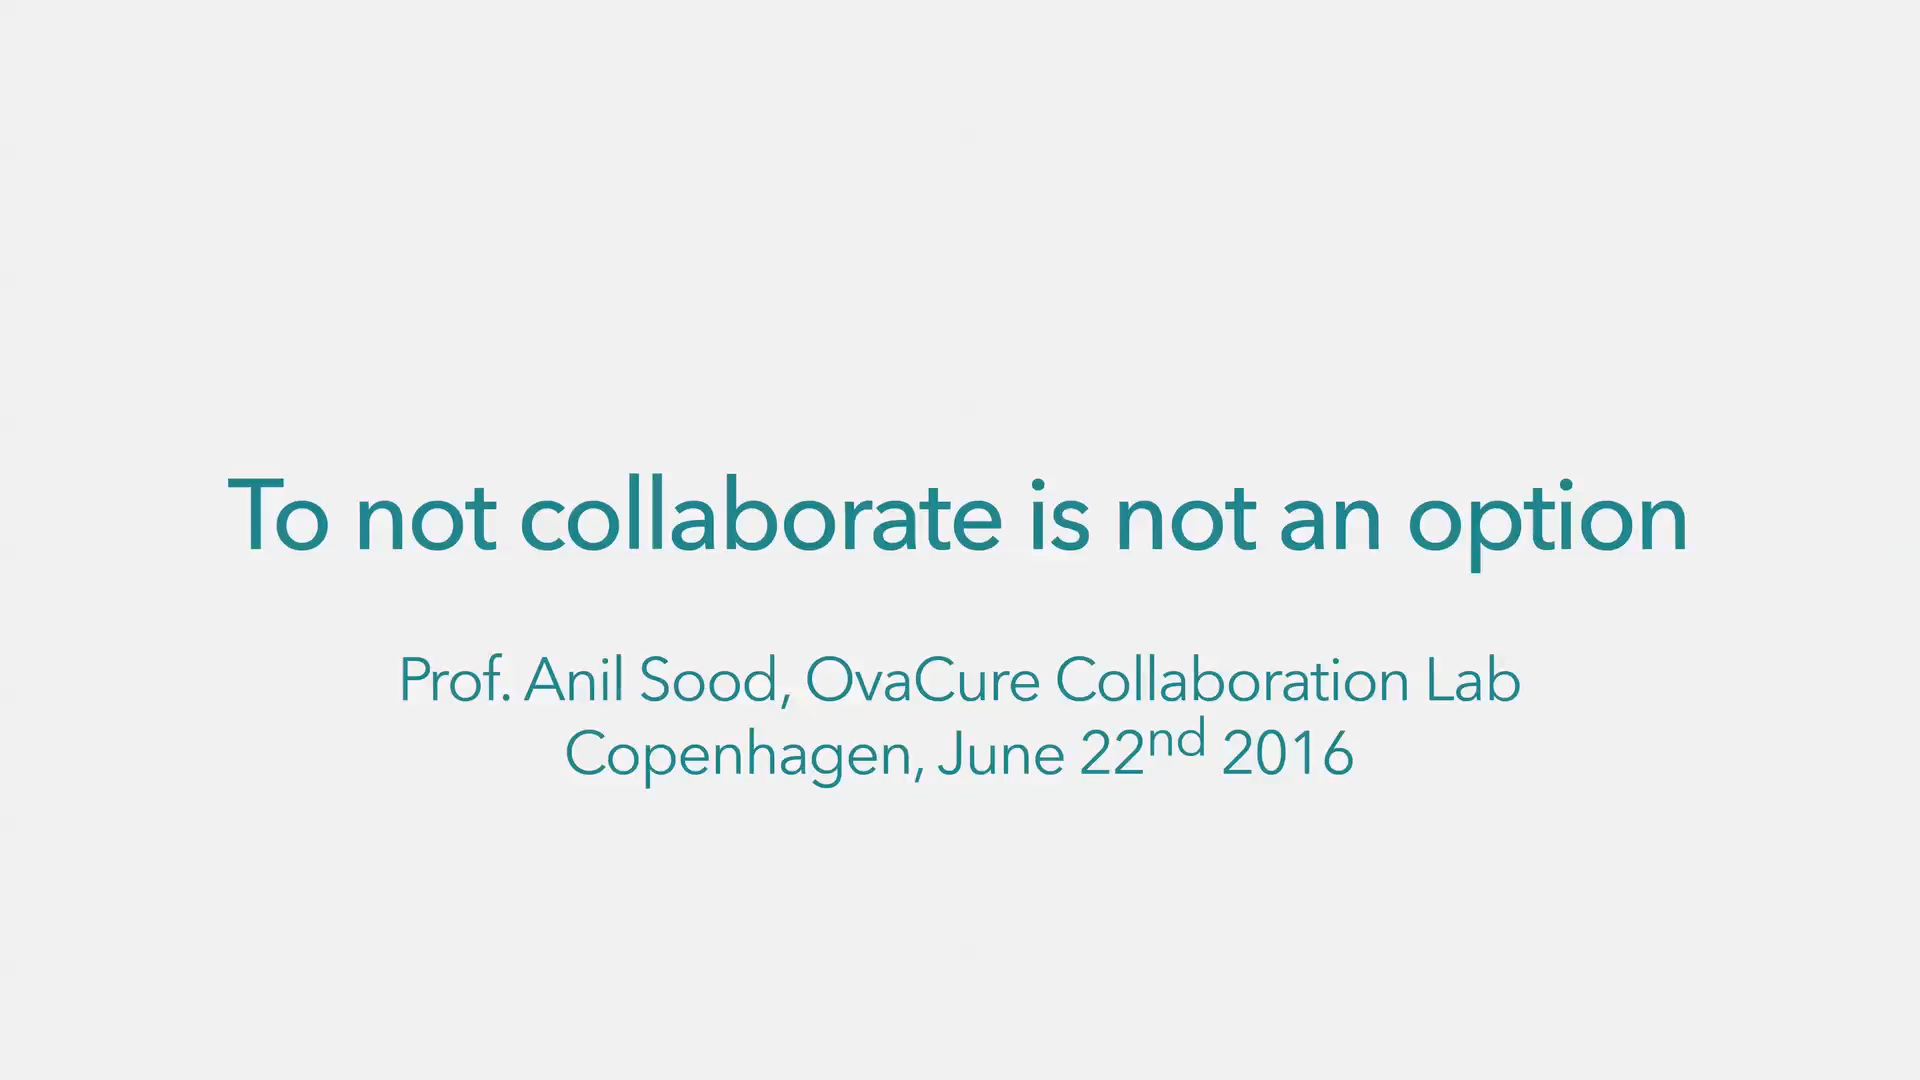 To not collaborate is not an option
Prof. Anil Sood, OvaCure Collaboration Lab
Copenhagen, June 22nd 2016